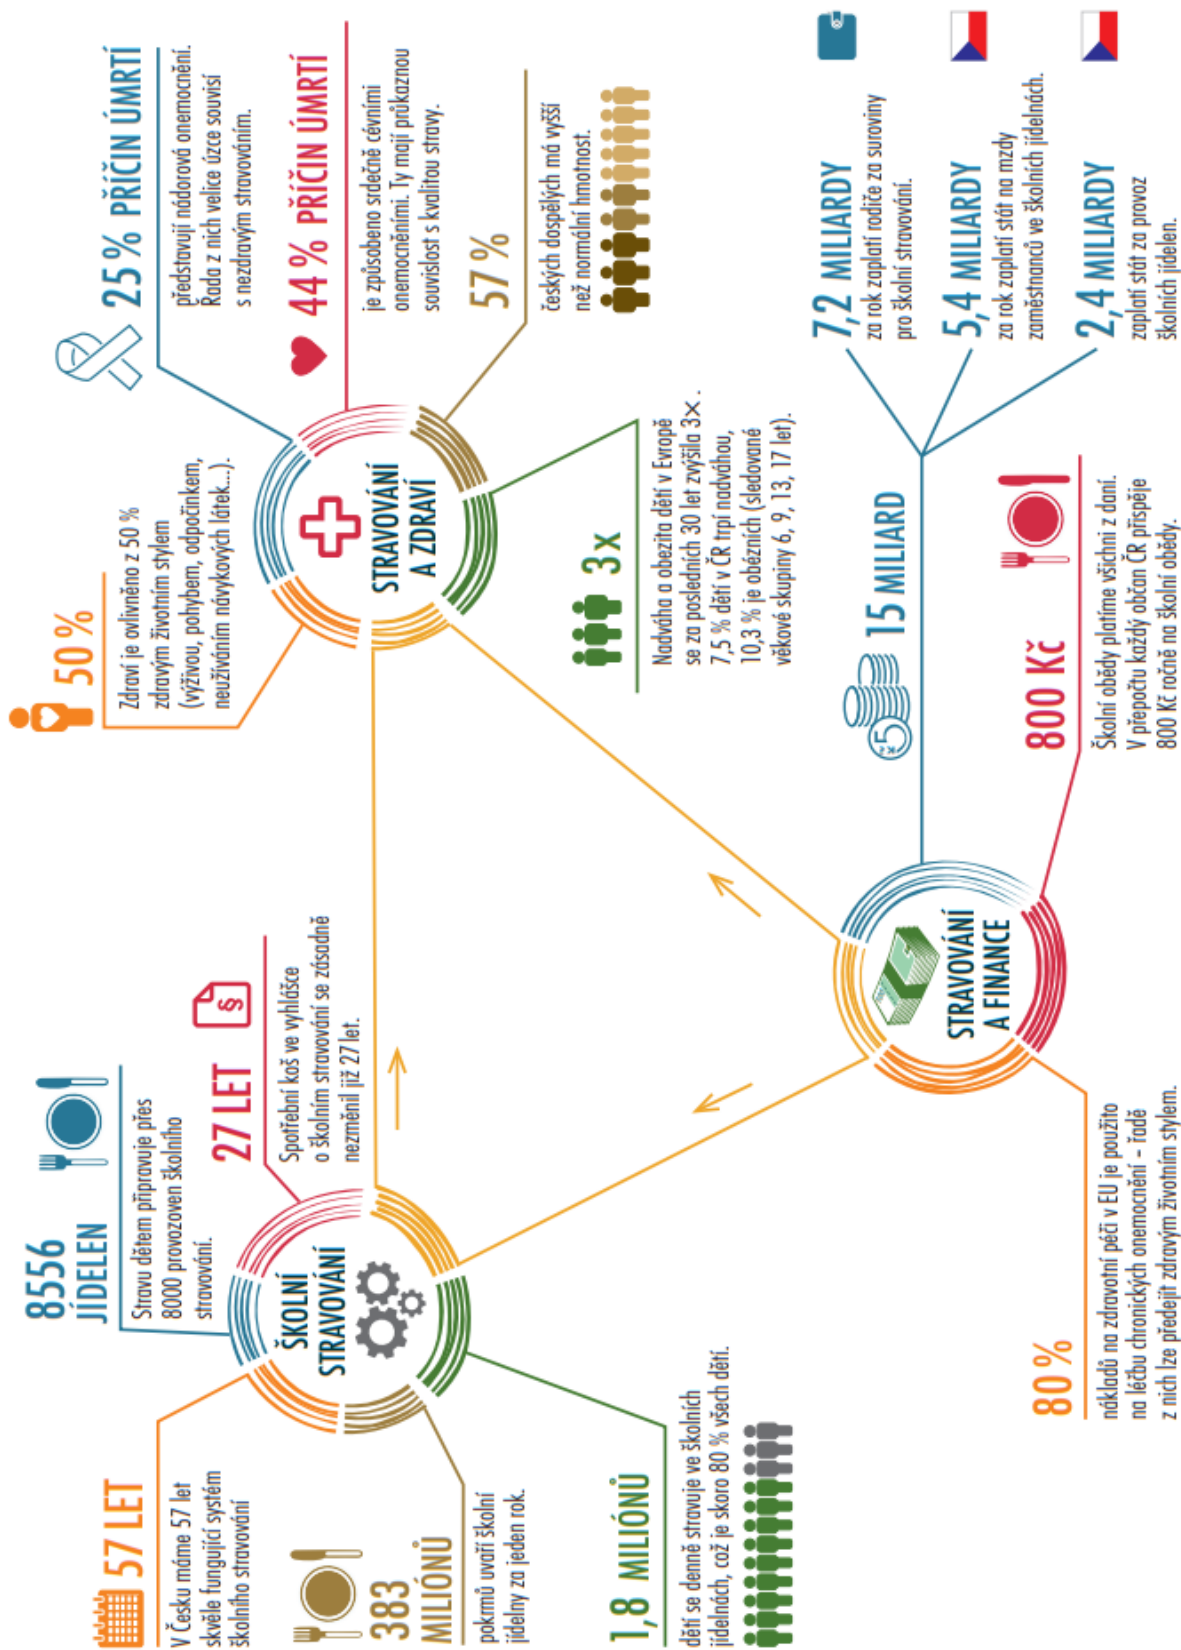 57 LET
V Česku máme 57 let
skvěle fungující systém
školního stravování
8556
JÍDELEN
Stravu dětem připravuje přes
8000 provozoven školního
stravování.
27 LET
§
Spotřební koš ve vyhlášce
o školním stravování se zásadně
nezměnil již 27 let.
ŠKOLNÍ
STRAVOVÁNÍ
383
MILIÓNŮ
pokrmů uvaří školní
jídelny za jeden rok.
1,8 MILIÓNŮ
dětí se denně stravuje ve školních
jídelnách, což je skoro 80 % všech dětí.
50 %
Zdraví je ovlivněno z 50 %
zdravým životním stylem
(výživou, pohybem, odpočinkem,
neužíváním návykových látek...).
25 % PŘÍČIN ÚMRTÍ
představují nádorová onemocnění.
Řada z nich velice úzce souvisí
s nezdravým stravováním.
44 % PŘÍČIN ÚMRTÍ
je způsobeno srdečně cévními
onemocněními. Ty mají průkaznou
souvislost s kvalitou stravy.
STRAVOVÁNÍ
A ZDRAVÍ
57 %
českých dospělých má vyšší
než normální hmotnost.
3x
Nadváha a obezita dětí v Evropě
se za posledních 30 let zvýšila 3×.
7,5 % dětí v ČR trpí nadváhou,
10,3 % je obézních (sledované
věkové skupiny 6, 9, 13, 17 let).
STRAVOVÁNÍ
A FINANCE
5 Kč
15 MILIARD
7,2 MILIARDY
za rok zaplatí rodiče za suroviny
pro školní stravování.
5,4 MILIARDY
za rok zaplatí stát na mzdy
zaměstnanců ve školních jídelnách.
2,4 MILIARDY
zaplatí stát za provoz
školních jídelen.
800 Kč
Školní obědy platíme všichni z daní.
V přepočtu každý občan ČR přispěje
800 Kč ročně na školní obědy.
80 %
nákladů na zdravotní péči v EU je použito
na léčbu chronických onemocnění – řadě
z nich lze předejít zdravým životním stylem.